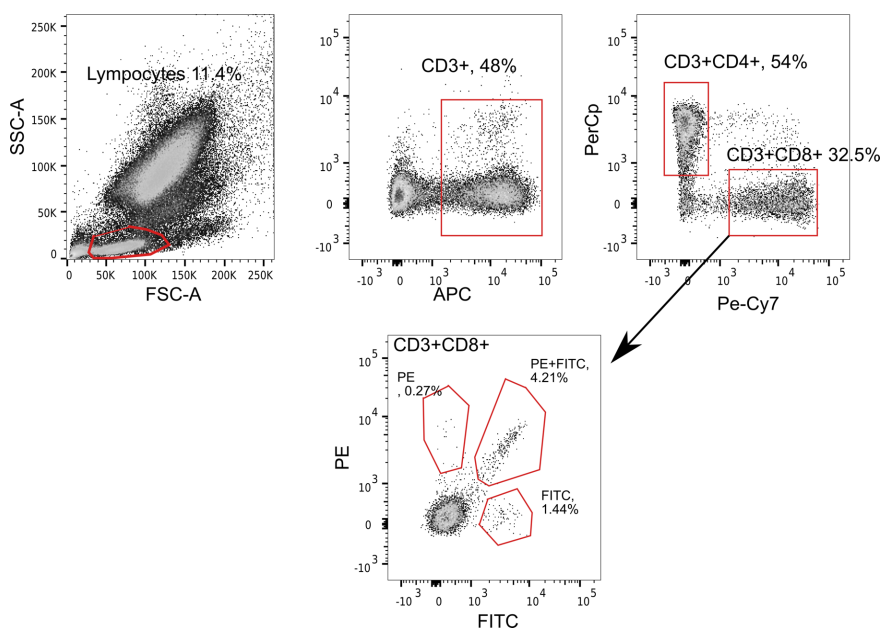 250K
200K
150K
100K
50K
0
SSC-A
Lympocytes 11.4%
0
50K
100K
150K
200K
250K
FSC-A
10^5
10^4
10^3
0
-10^3
CD3+, 48%
-10^3
0
10^3
10^4
10^5
APC
10^5
10^4
10^3
0
-10^3
PerCp
CD3+CD4+, 54%
CD3+CD8+ 32.5%
-10^3
0
10^3
10^4
10^5
Pe-Cy7
CD3+CD8+
10^5
10^4
10^3
0
-10^3
PE
PE
, 0.27%
PE+FITC,
4.21%
FITC,
1.44%
-10^3
0
10^3
10^4
10^5
FITC